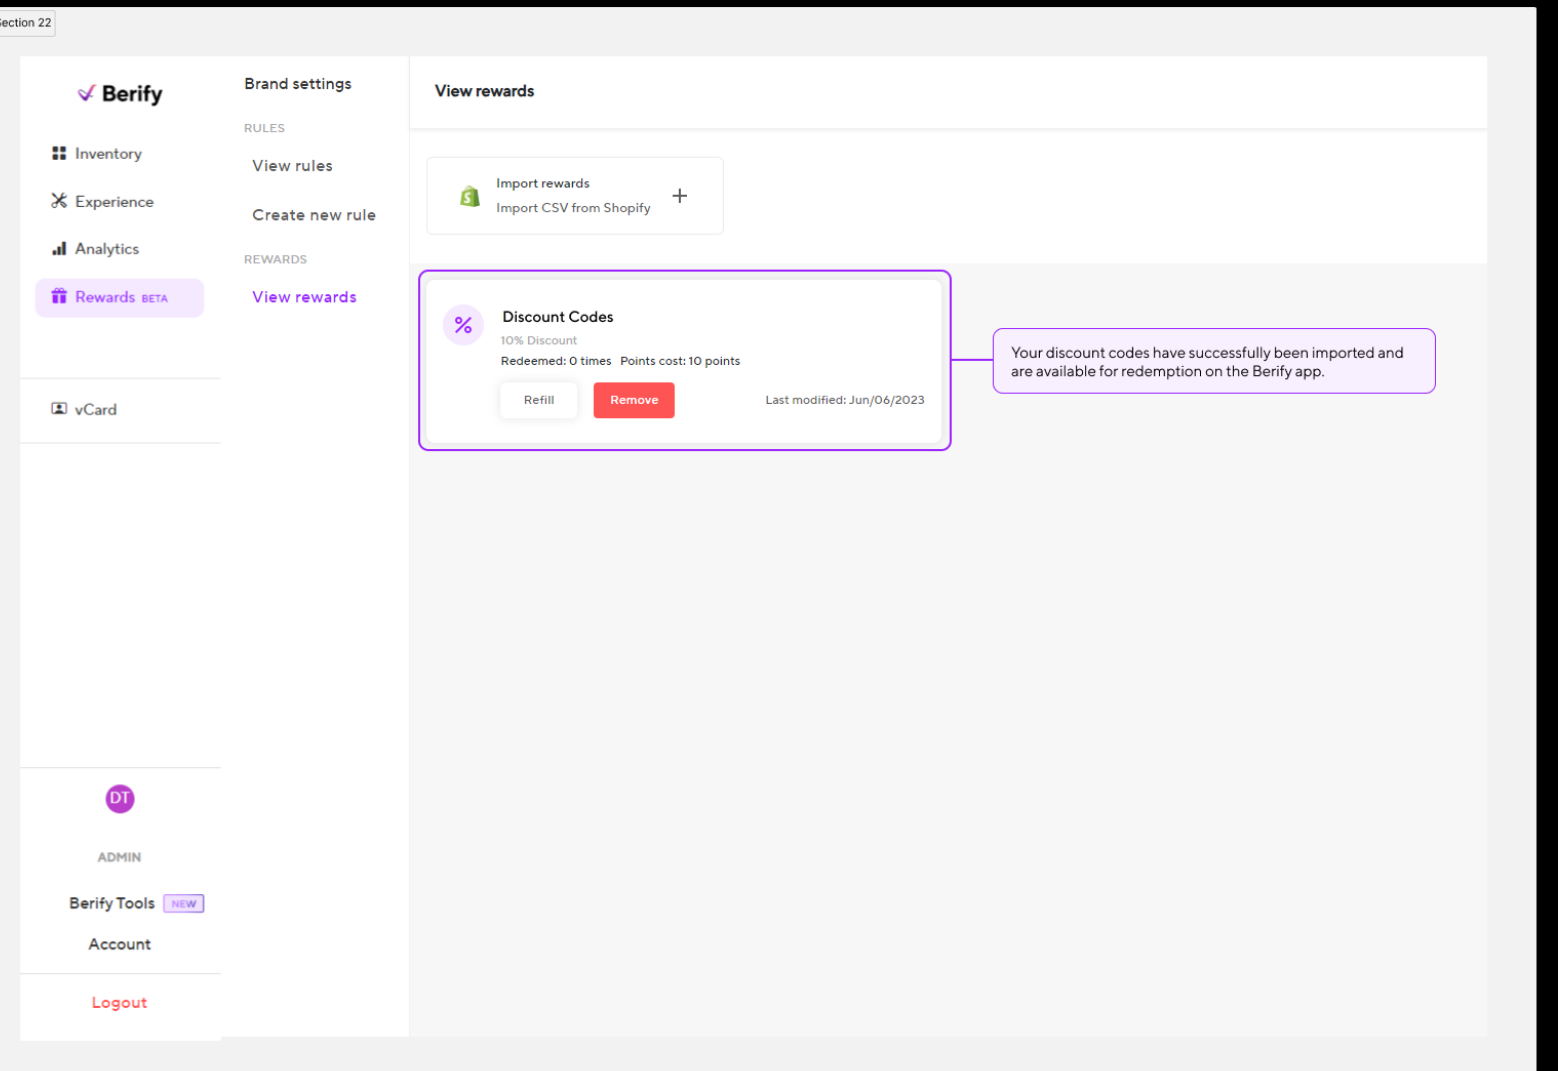 Section 22
Berify
Inventory
Experience
Analytics
Rewards BETA
vCard
DT
ADMIN
Berify Tools NEW
Account
Logout
Brand settings
RULES
View rules
Create new rule
REWARDS
View rewards
View rewards
Import rewards
Import CSV from Shopify
Discount Codes
10% Discount
Redeemed: 0 times Points cost: 10 points
Refill
Remove
Last modified: Jun/06/2023
Your discount codes have successfully been imported and
are available for redemption on the Berify app.